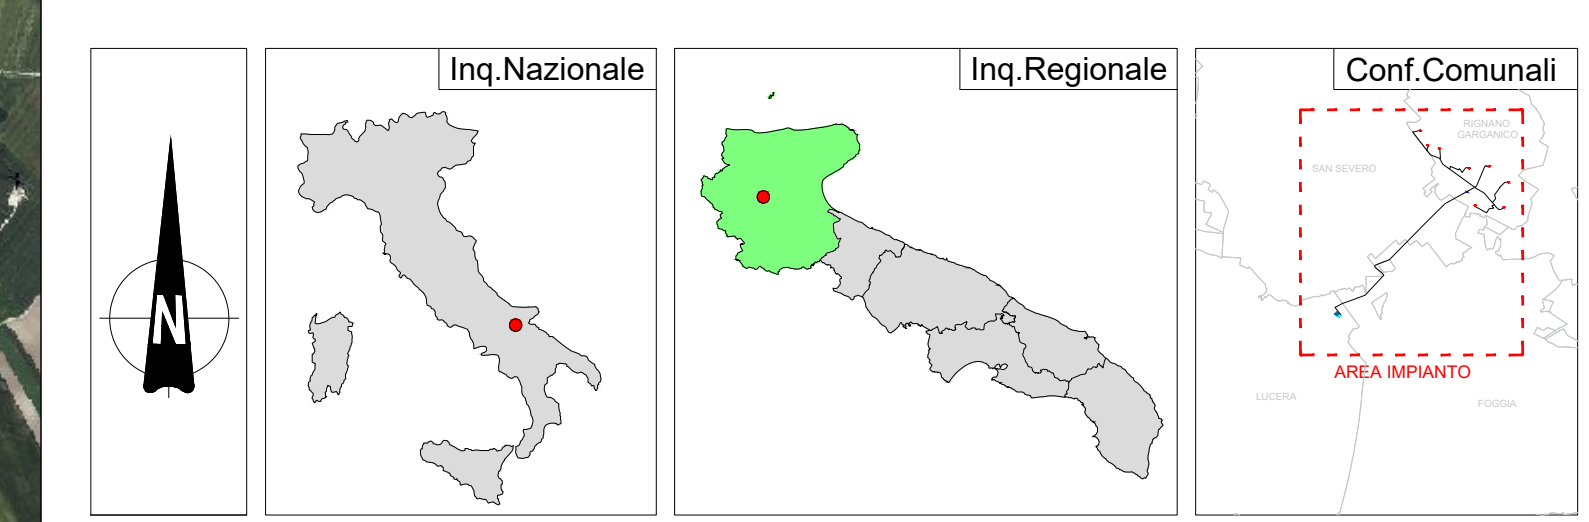 N
Inq.Nazionale
Inq.Regionale
Conf.Comunali
RIGNANO
GARGANICO
SAN SEVERO
AREA IMPIANTO
LUCERA
FOGGIA